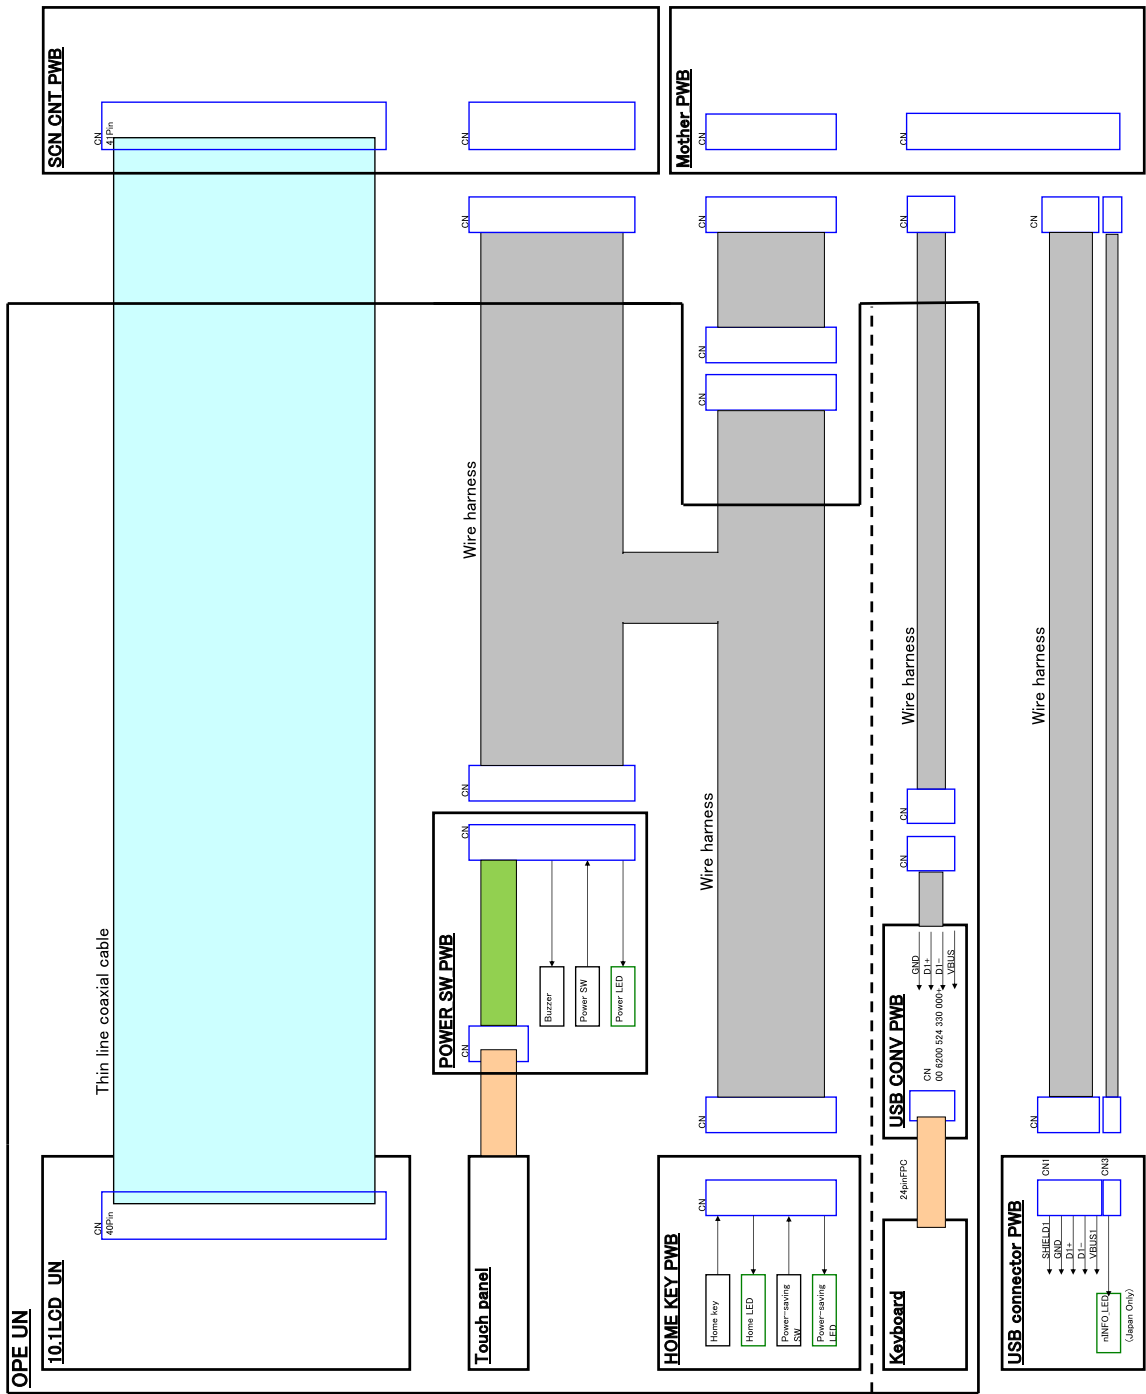 OPE UN
10.1LCD UN
CN
40Pin
Thin line coaxial cable
CN
41Pin
SCN CNT PWB
Touch panel
POWER SW PWB
CN
Buzzer
Power SW
Power LED
CN
CN
Wire harness
CN
CN
HOME KEY PWB
Home key
Home LED
Power-saving
SW
Power-saving
LED
CN
CN
Wire harness
CN
CN
CN
CN
Mother PWB
Keyboard
24pinFPC
USB CONV PWB
CN
00 6200 524 330 000+
GND
D1+
D1-
VBUS
CN
CN
Wire harness
CN
CN
USB connector PWB
nINFO_LED
(Japan Only)
SHIELD1
GND
D1+
D1-
VBUS1
CN1
CN3
CN
Wire harness
CN